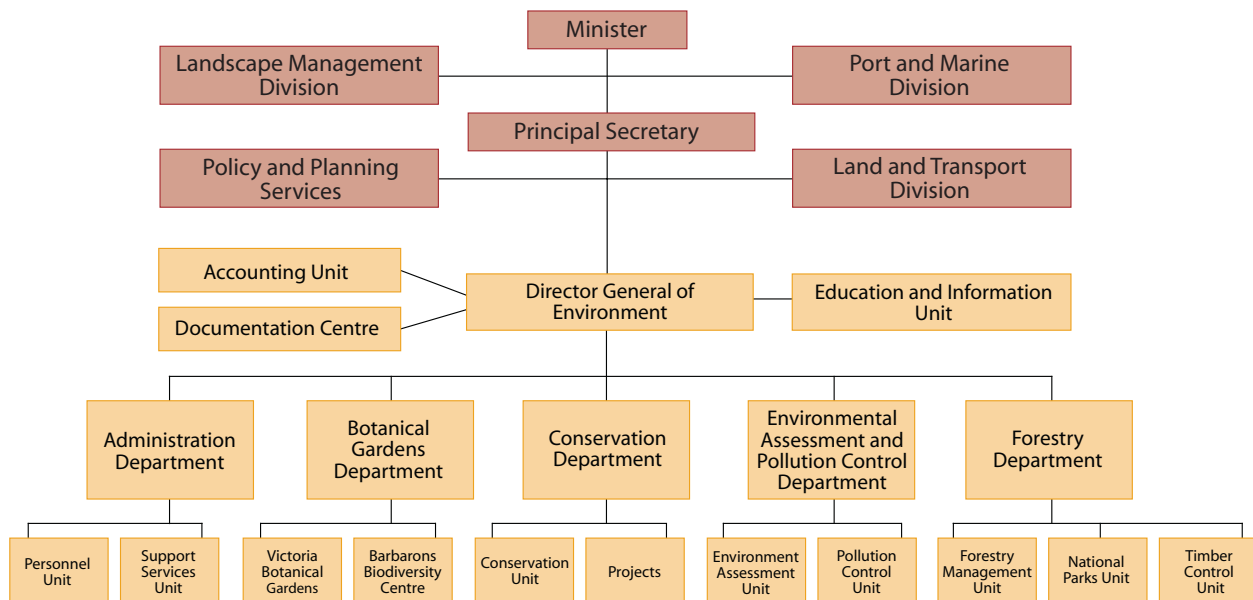 Minister
Landscape Management
Division
Port and Marine
Division
Principal Secretary
Policy and Planning
Services
Land and Transport
Division
Accounting Unit
Documentation Centre
Director General of
Environment
Education and Information
Unit
Administration
Department
Botanical
Gardens
Department
Conservation
Department
Environmental
Assessment and
Pollution Control
Department
Forestry
Department
Personnel
Unit
Support
Services
Unit
Victoria
Botanical
Gardens
Barbarons
Biodiversity
Centre
Conservation
Unit
Projects
Environment
Assessment
Unit
Pollution
Control
Unit
Forestry
Management
Unit
National
Parks Unit
Timber
Control
Unit